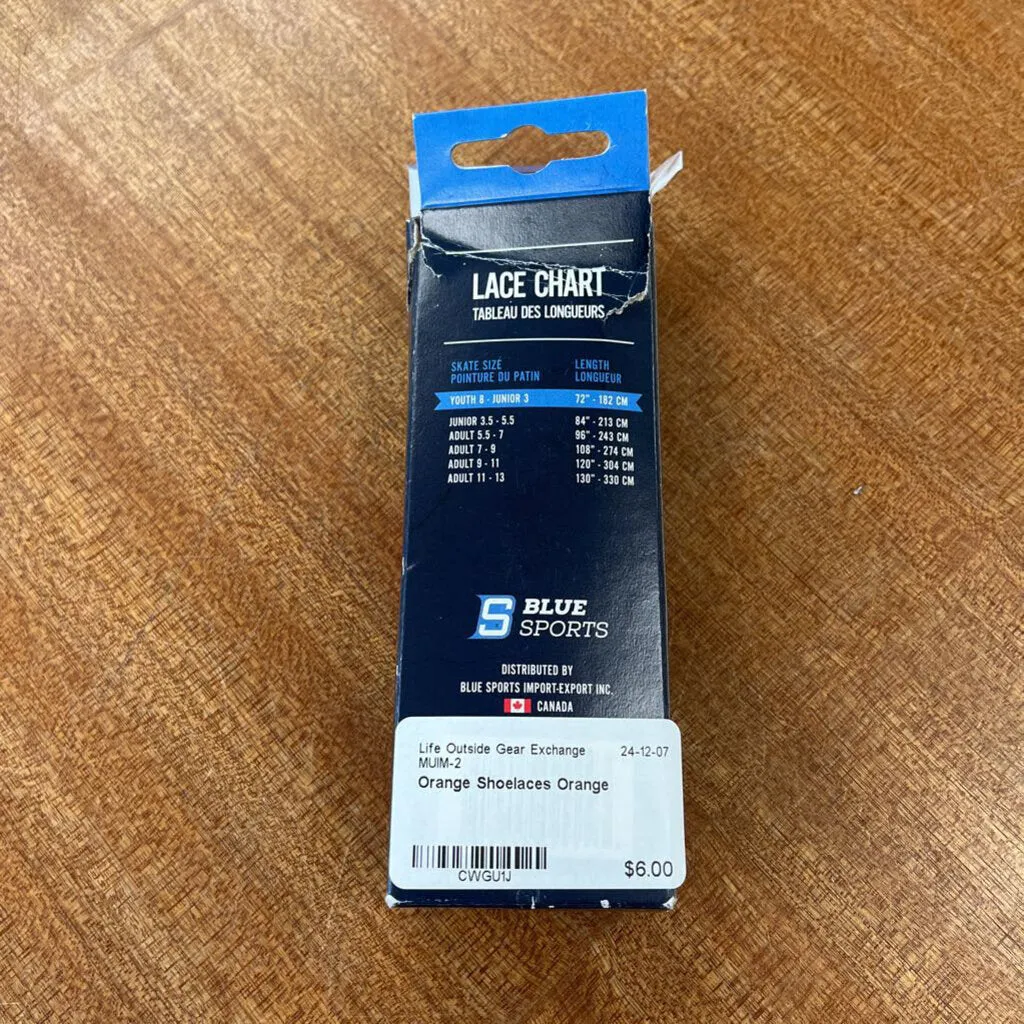 LACE CHART
TABLEAU DES LONGUEURS
SKATE SIZE LENGTH
POINTURE DU PATIN LONGUEUR
YOUTH 8 - JUNIOR 3 72" - 182 CM
JUNIOR 3.5 - 5.5 84" - 213 CM
ADULT 5.5 - 7 96" - 243 CM
ADULT 7 - 9 108" - 274 CM
ADULT 9 - 11 120" - 304 CM
ADULT 11 - 13 130" - 330 CM
S BLUE
SPORTS
DISTRIBUTED BY
BLUE SPORTS IMPORT-EXPORT INC.
CANADA
Life Outside Gear Exchange 24-12-07
MUIM-2
Orange Shoelaces Orange
CWGU1J
$6.00